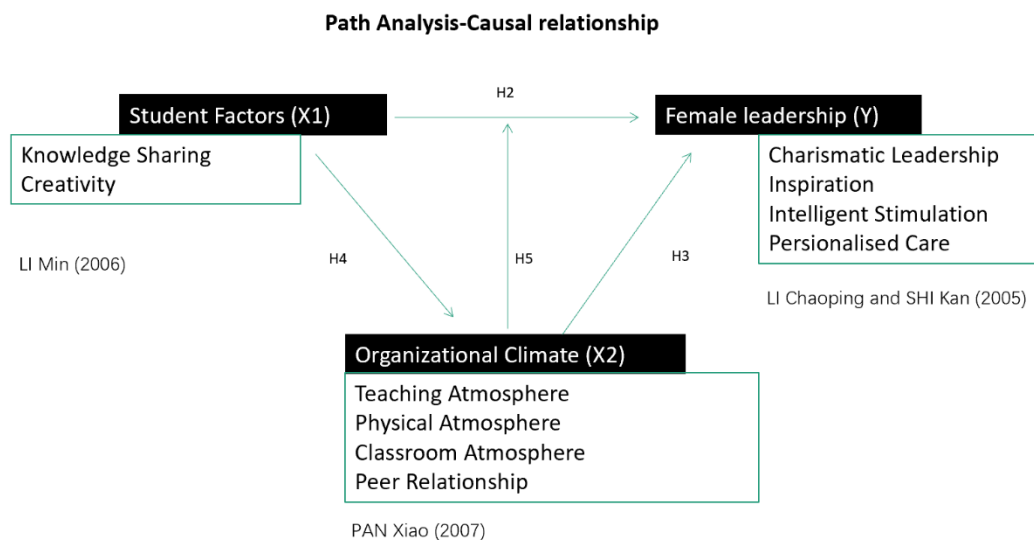 Path Analysis-Causal relationship
H2
Student Factors (X1)
Female leadership (Y)
Knowledge Sharing
Creativity
Charismatic Leadership
Inspiration
Intelligent Stimulation
Persionalised Care
LI Min (2006)
H4
H5
H3
LI Chaoping and SHI Kan (2005)
Organizational Climate (X2)
Teaching Atmosphere
Physical Atmosphere
Classroom Atmosphere
Peer Relationship
PAN Xiao (2007)